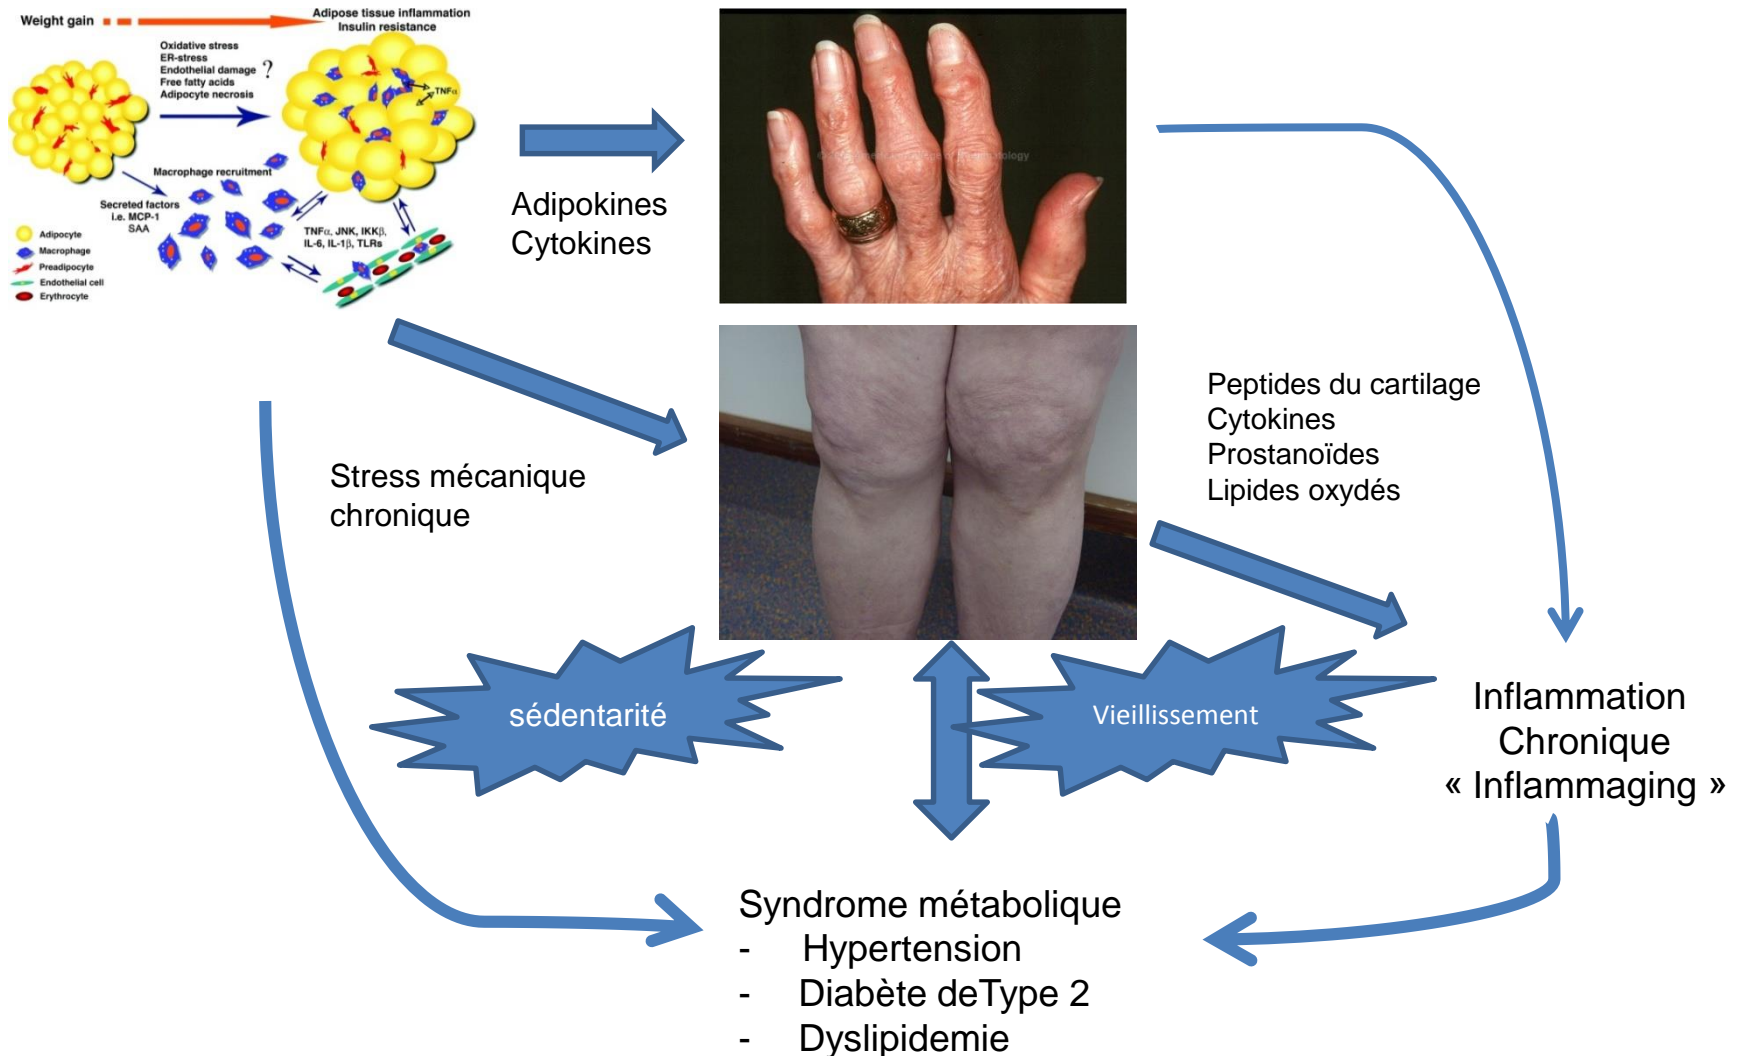 Weight gain
Adipose tissue inflammation
Insulin resistance
Oxidative stress
ER-stress
Endothelial damage
Free fatty acids
Adipocyte necrosis
?
TNFα
Macrophage recruitment
Secreted factors
i.e. MCP-1
SAA
TNFα, JNK, IKKβ,
IL-6, IL-1β, TLRs
Adipocyte
Macrophage
Preadipocyte
Endothelial cell
Erythrocyte
Adipokines
Cytokines
Stress mécanique
chronique
Peptides du cartilage
Cytokines
Prostanoïdes
Lipides oxydés
sédentarité
Vieillissement
Inflammation
Chronique
« Inflammaging »
Syndrome métabolique
- Hypertension
- Diabète deType 2
- Dyslipidemie